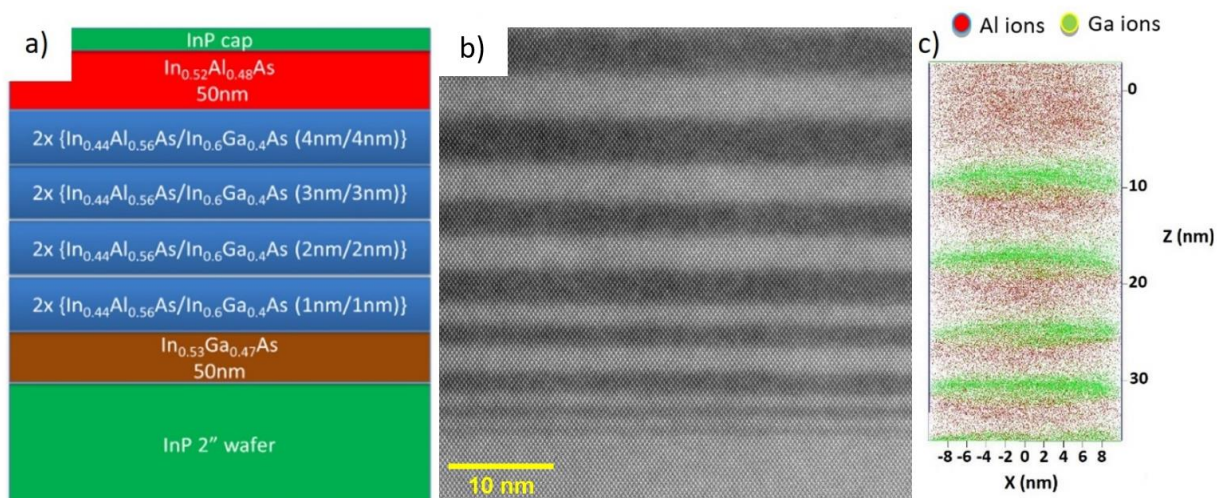 a)
InP cap
In0.52Al0.48As
50nm
2x {In0.44Al0.56As/In0.6Ga0.4As (4nm/4nm)}
2x {In0.44Al0.56As/In0.6Ga0.4As (3nm/3nm)}
2x {In0.44Al0.56As/In0.6Ga0.4As (2nm/2nm)}
2x {In0.44Al0.56As/In0.6Ga0.4As (1nm/1nm)}
In0.53Ga0.47As
50nm
InP 2” wafer
b)
10 nm
c)
Al ions
Ga ions
0
10
20
30
Z (nm)
-8 -6 -4 -2 0 2 4 6 8
X (nm)